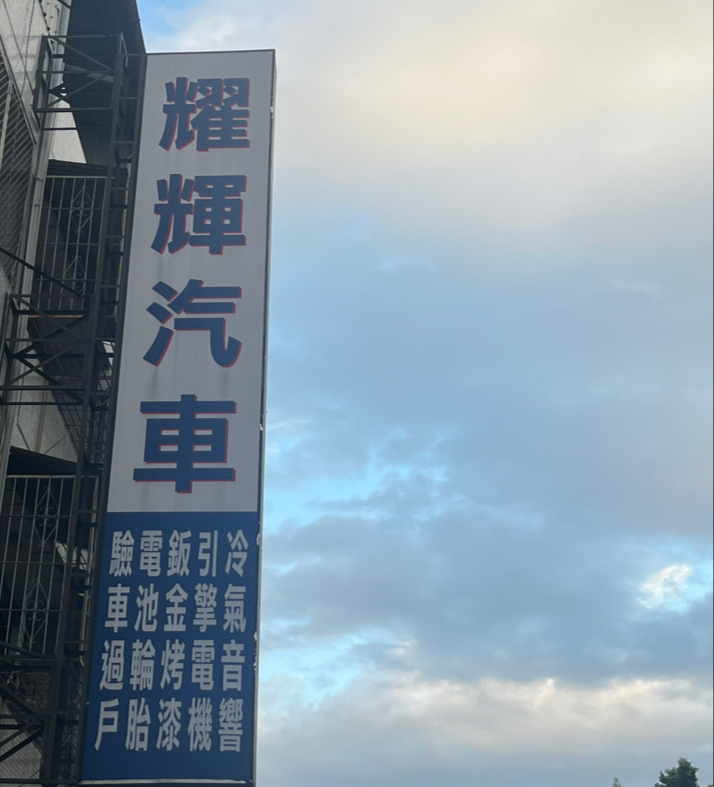 耀輝汽車
冷氣音響
引擎電機
鈑金烤漆
電池輪胎
驗車過戶